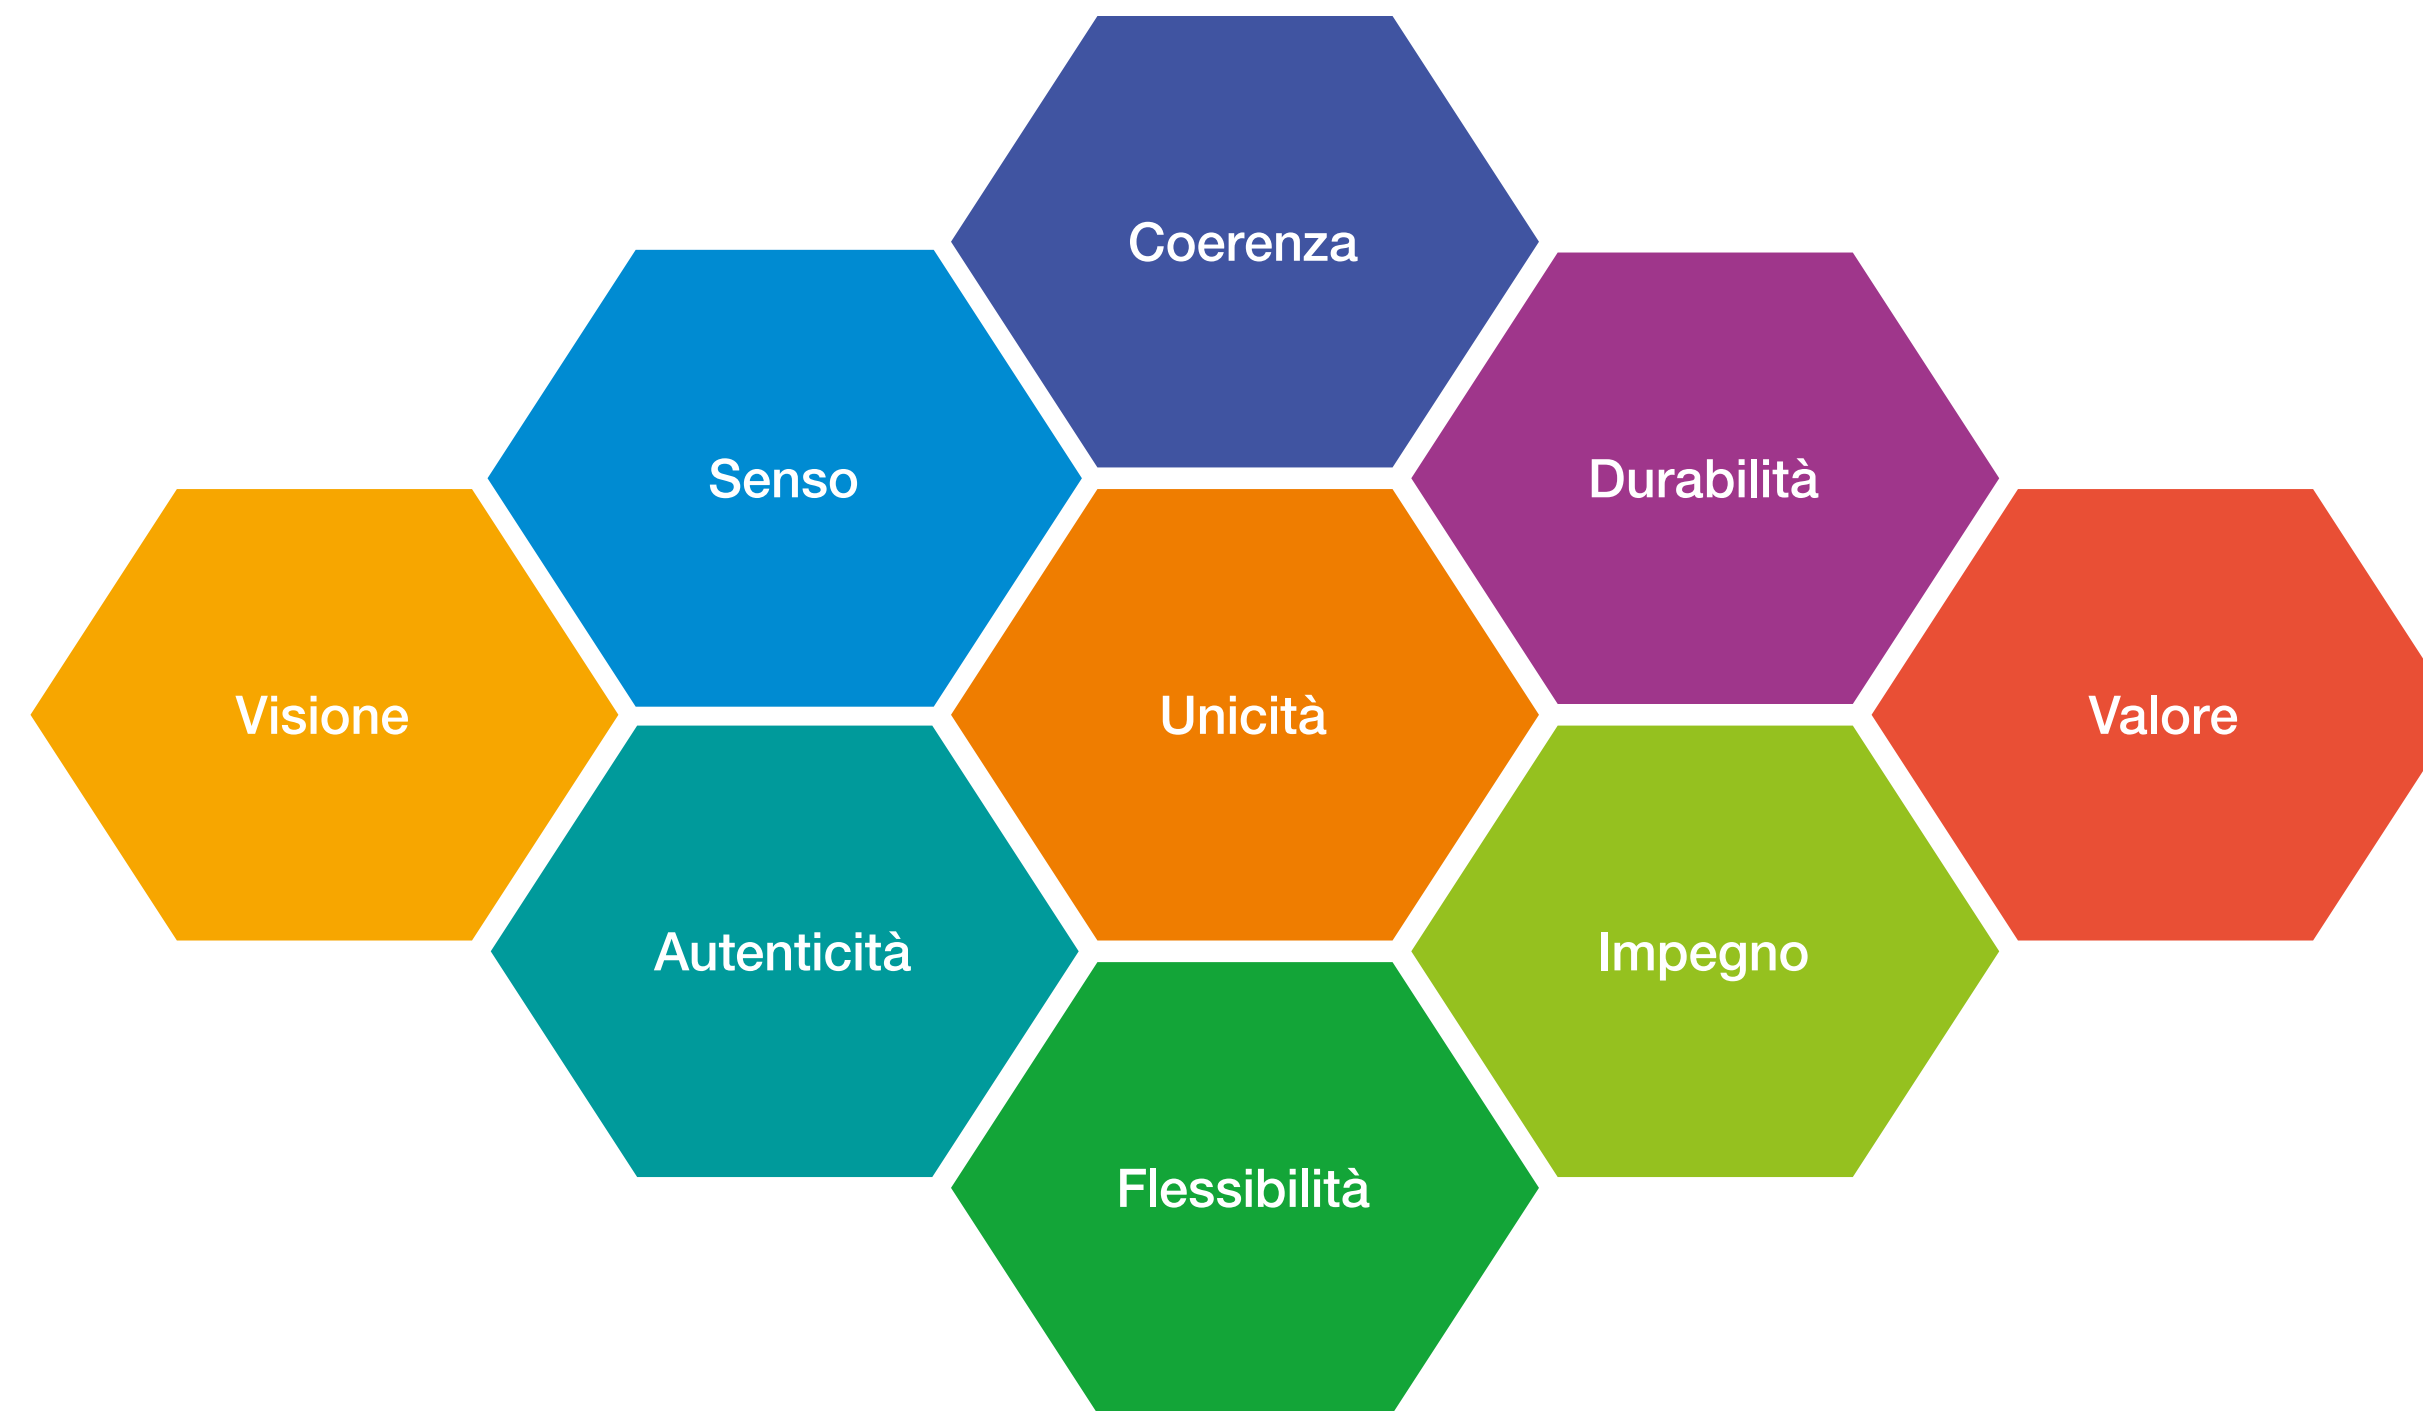 Coerenza
Senso
Durabilità
Visione
Unicità
Valore
Autenticità
Impegno
Flessibilità